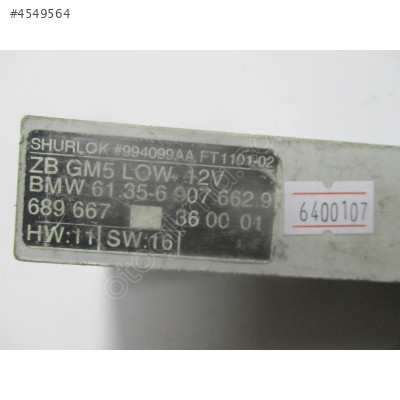 #4549564
SHURLOK #994099AA FT1101-02
ZB GM5 LOW 12V
BMW 61.35-6 907 662.9
689 667 36 00 01
HW:11 SW:16
6400107